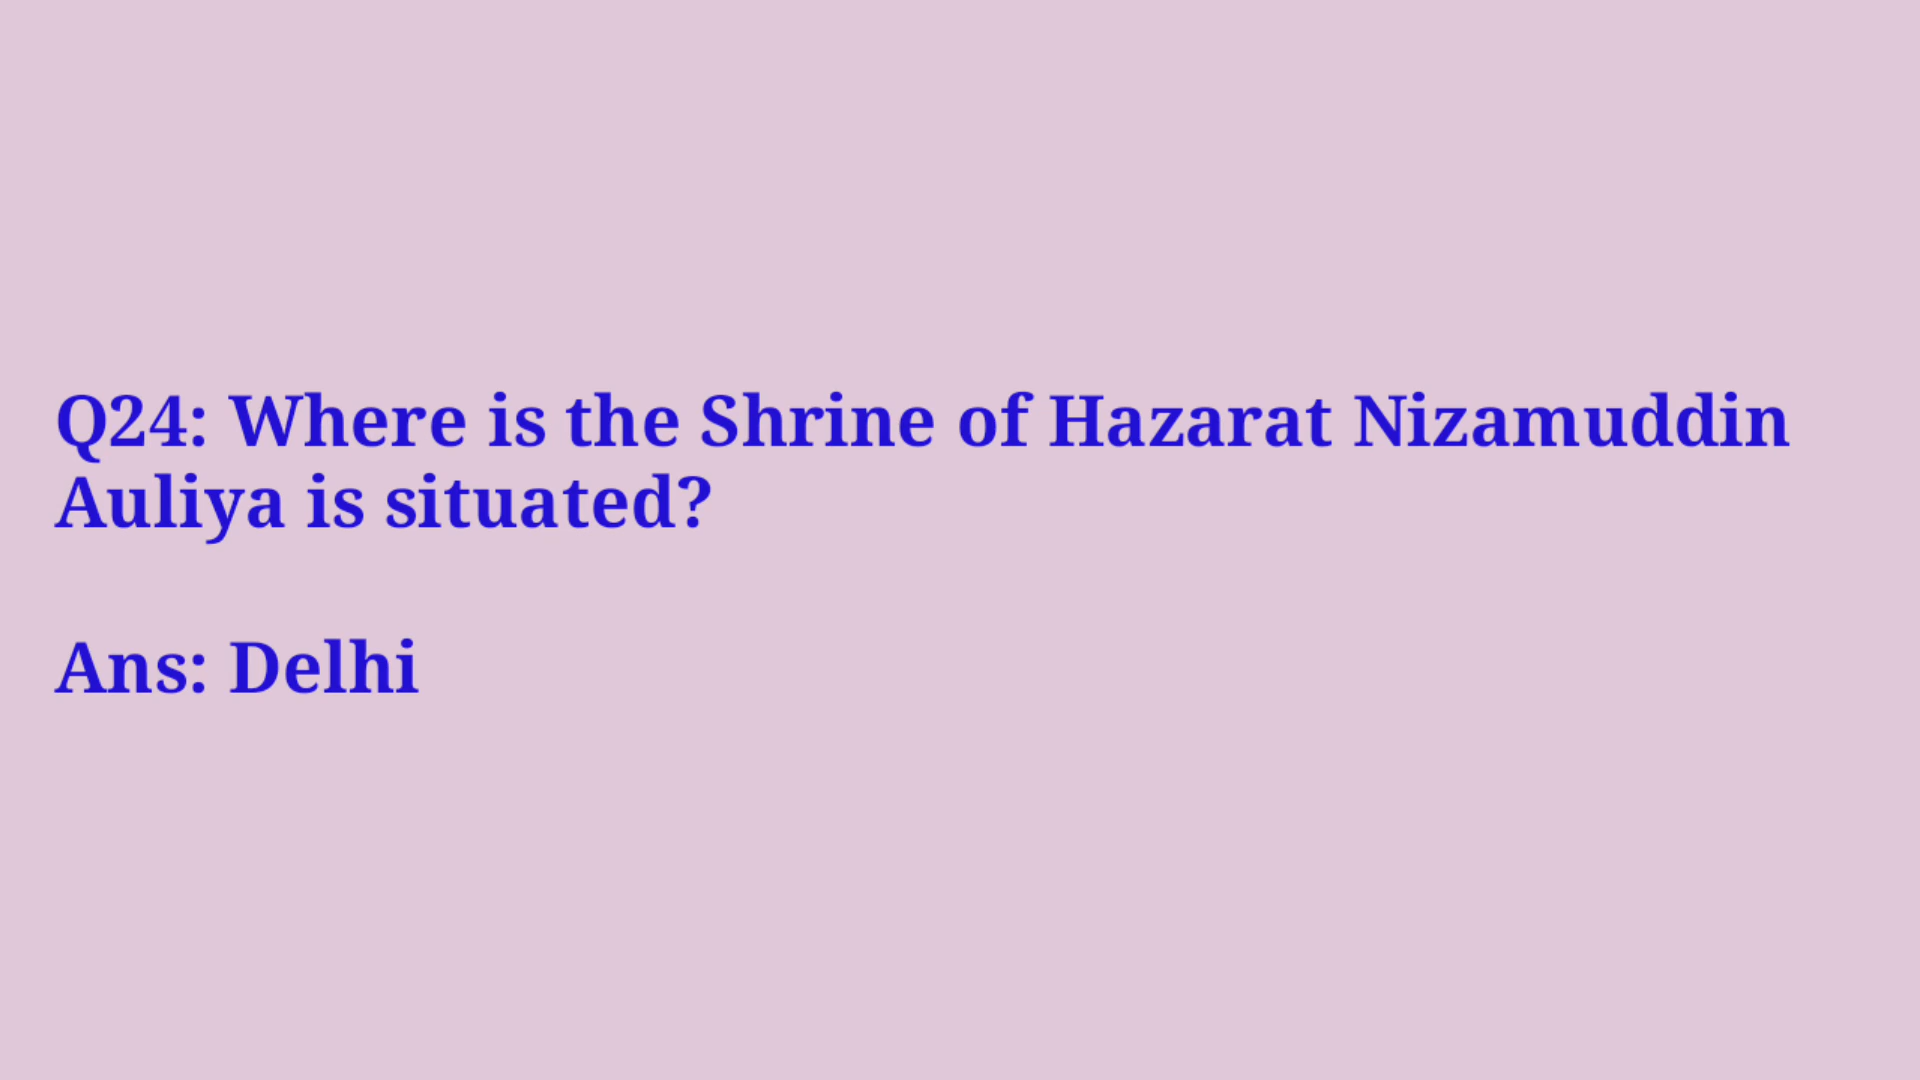 Q24: Where is the Shrine of Hazarat Nizamuddin
Auliya is situated?
Ans: Delhi